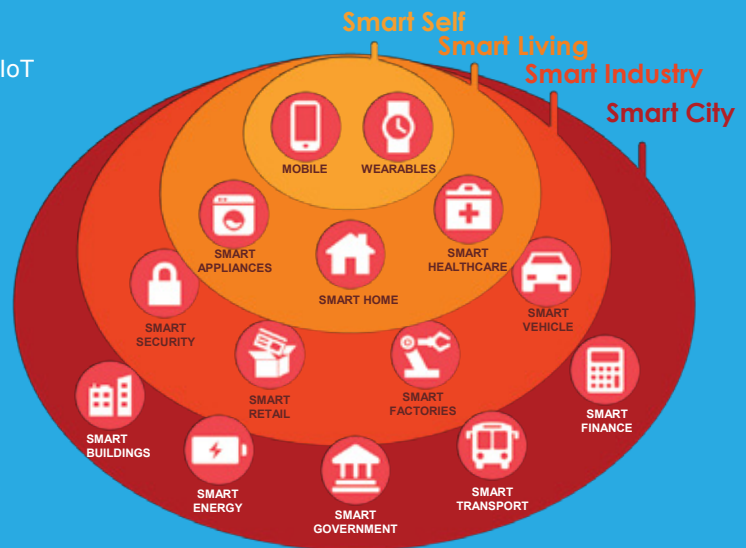 Smart Self
Smart Living
IoT
Smart Industry
Smart City
MOBILE
WEARABLES
SMART
APPLIANCES
SMART
HEALTHCARE
SMART HOME
SMART
SECURITY
SMART
VEHICLE
SMART
RETAIL
SMART
FACTORIES
SMART
FINANCE
SMART
BUILDINGS
SMART
ENERGY
SMART
TRANSPORT
SMART
GOVERNMENT